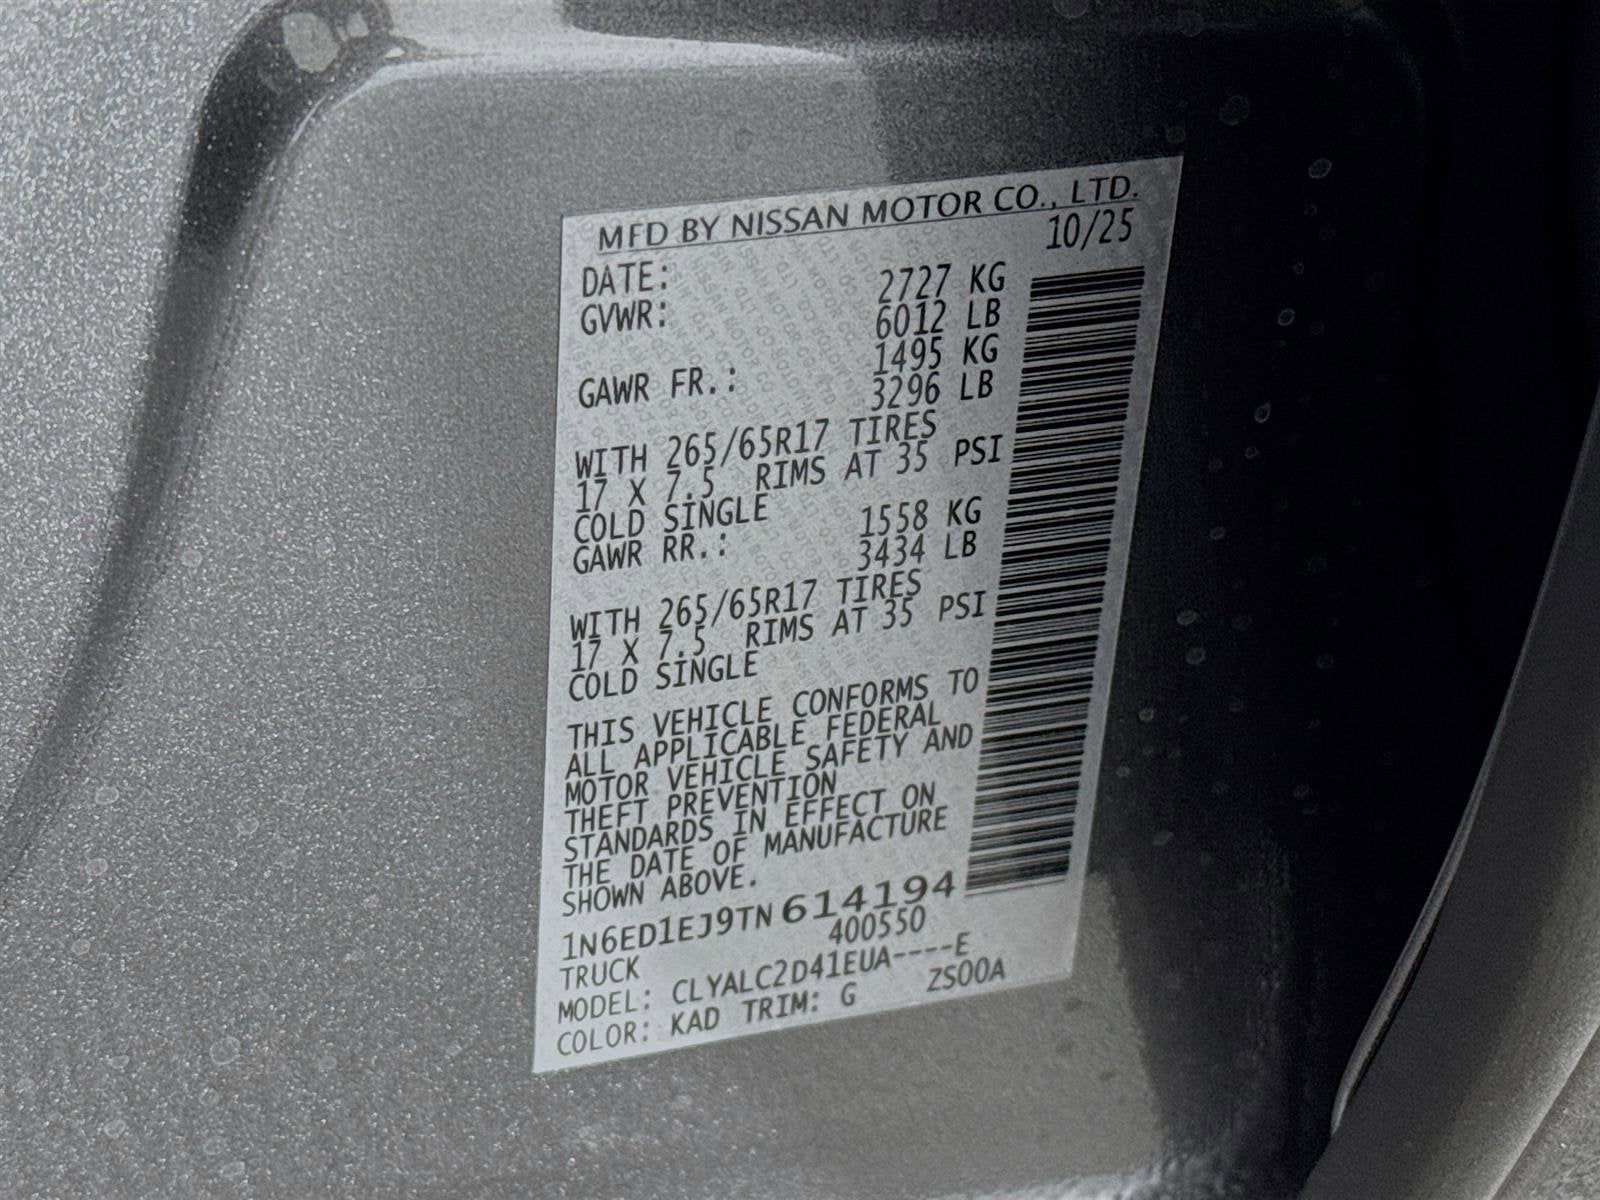 MFD BY NISSAN MOTOR CO., LTD.
DATE: 10/25
GVWR: 2727 KG
6012 LB
GAWR FR.: 1495 KG
3296 LB
WITH 265/65R17 TIRES
17 X 7.5 RIMS AT 35 PSI
COLD SINGLE
GAWR RR.: 1558 KG
3434 LB
WITH 265/65R17 TIRES
17 X 7.5 RIMS AT 35 PSI
COLD SINGLE
THIS VEHICLE CONFORMS TO
ALL APPLICABLE FEDERAL
MOTOR VEHICLE SAFETY AND
THEFT PREVENTION
STANDARDS IN EFFECT ON
THE DATE OF MANUFACTURE
SHOWN ABOVE.
1N6ED1EJ9TN614194
TRUCK 400550
MODEL: CLYALC2D41EUA----E
COLOR: KAD TRIM: G ZS00A